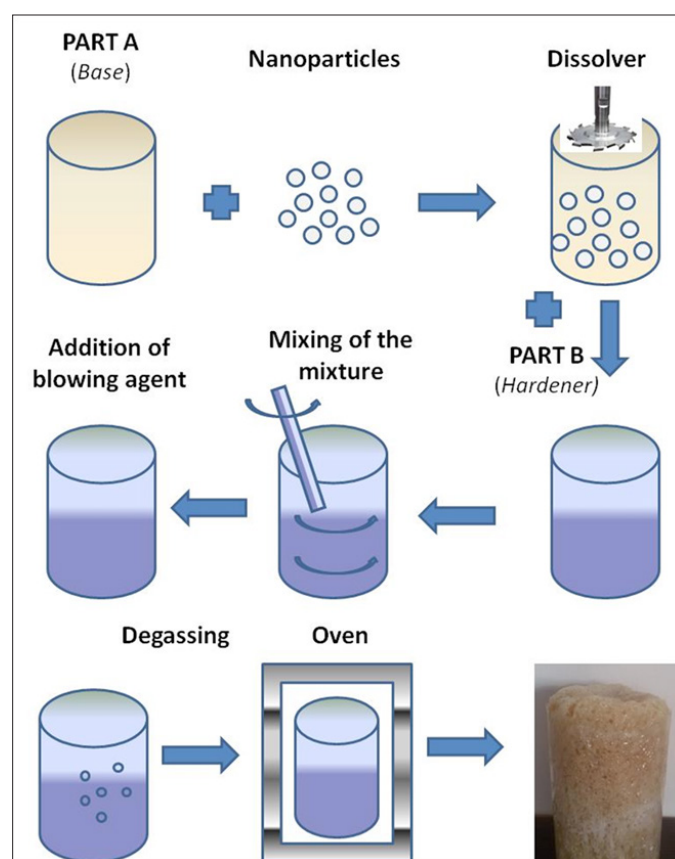 PART A
(Base)
Nanoparticles
Dissolver
PART B
(Hardener)
Mixing of the
mixture
Addition of
blowing agent
Degassing
Oven